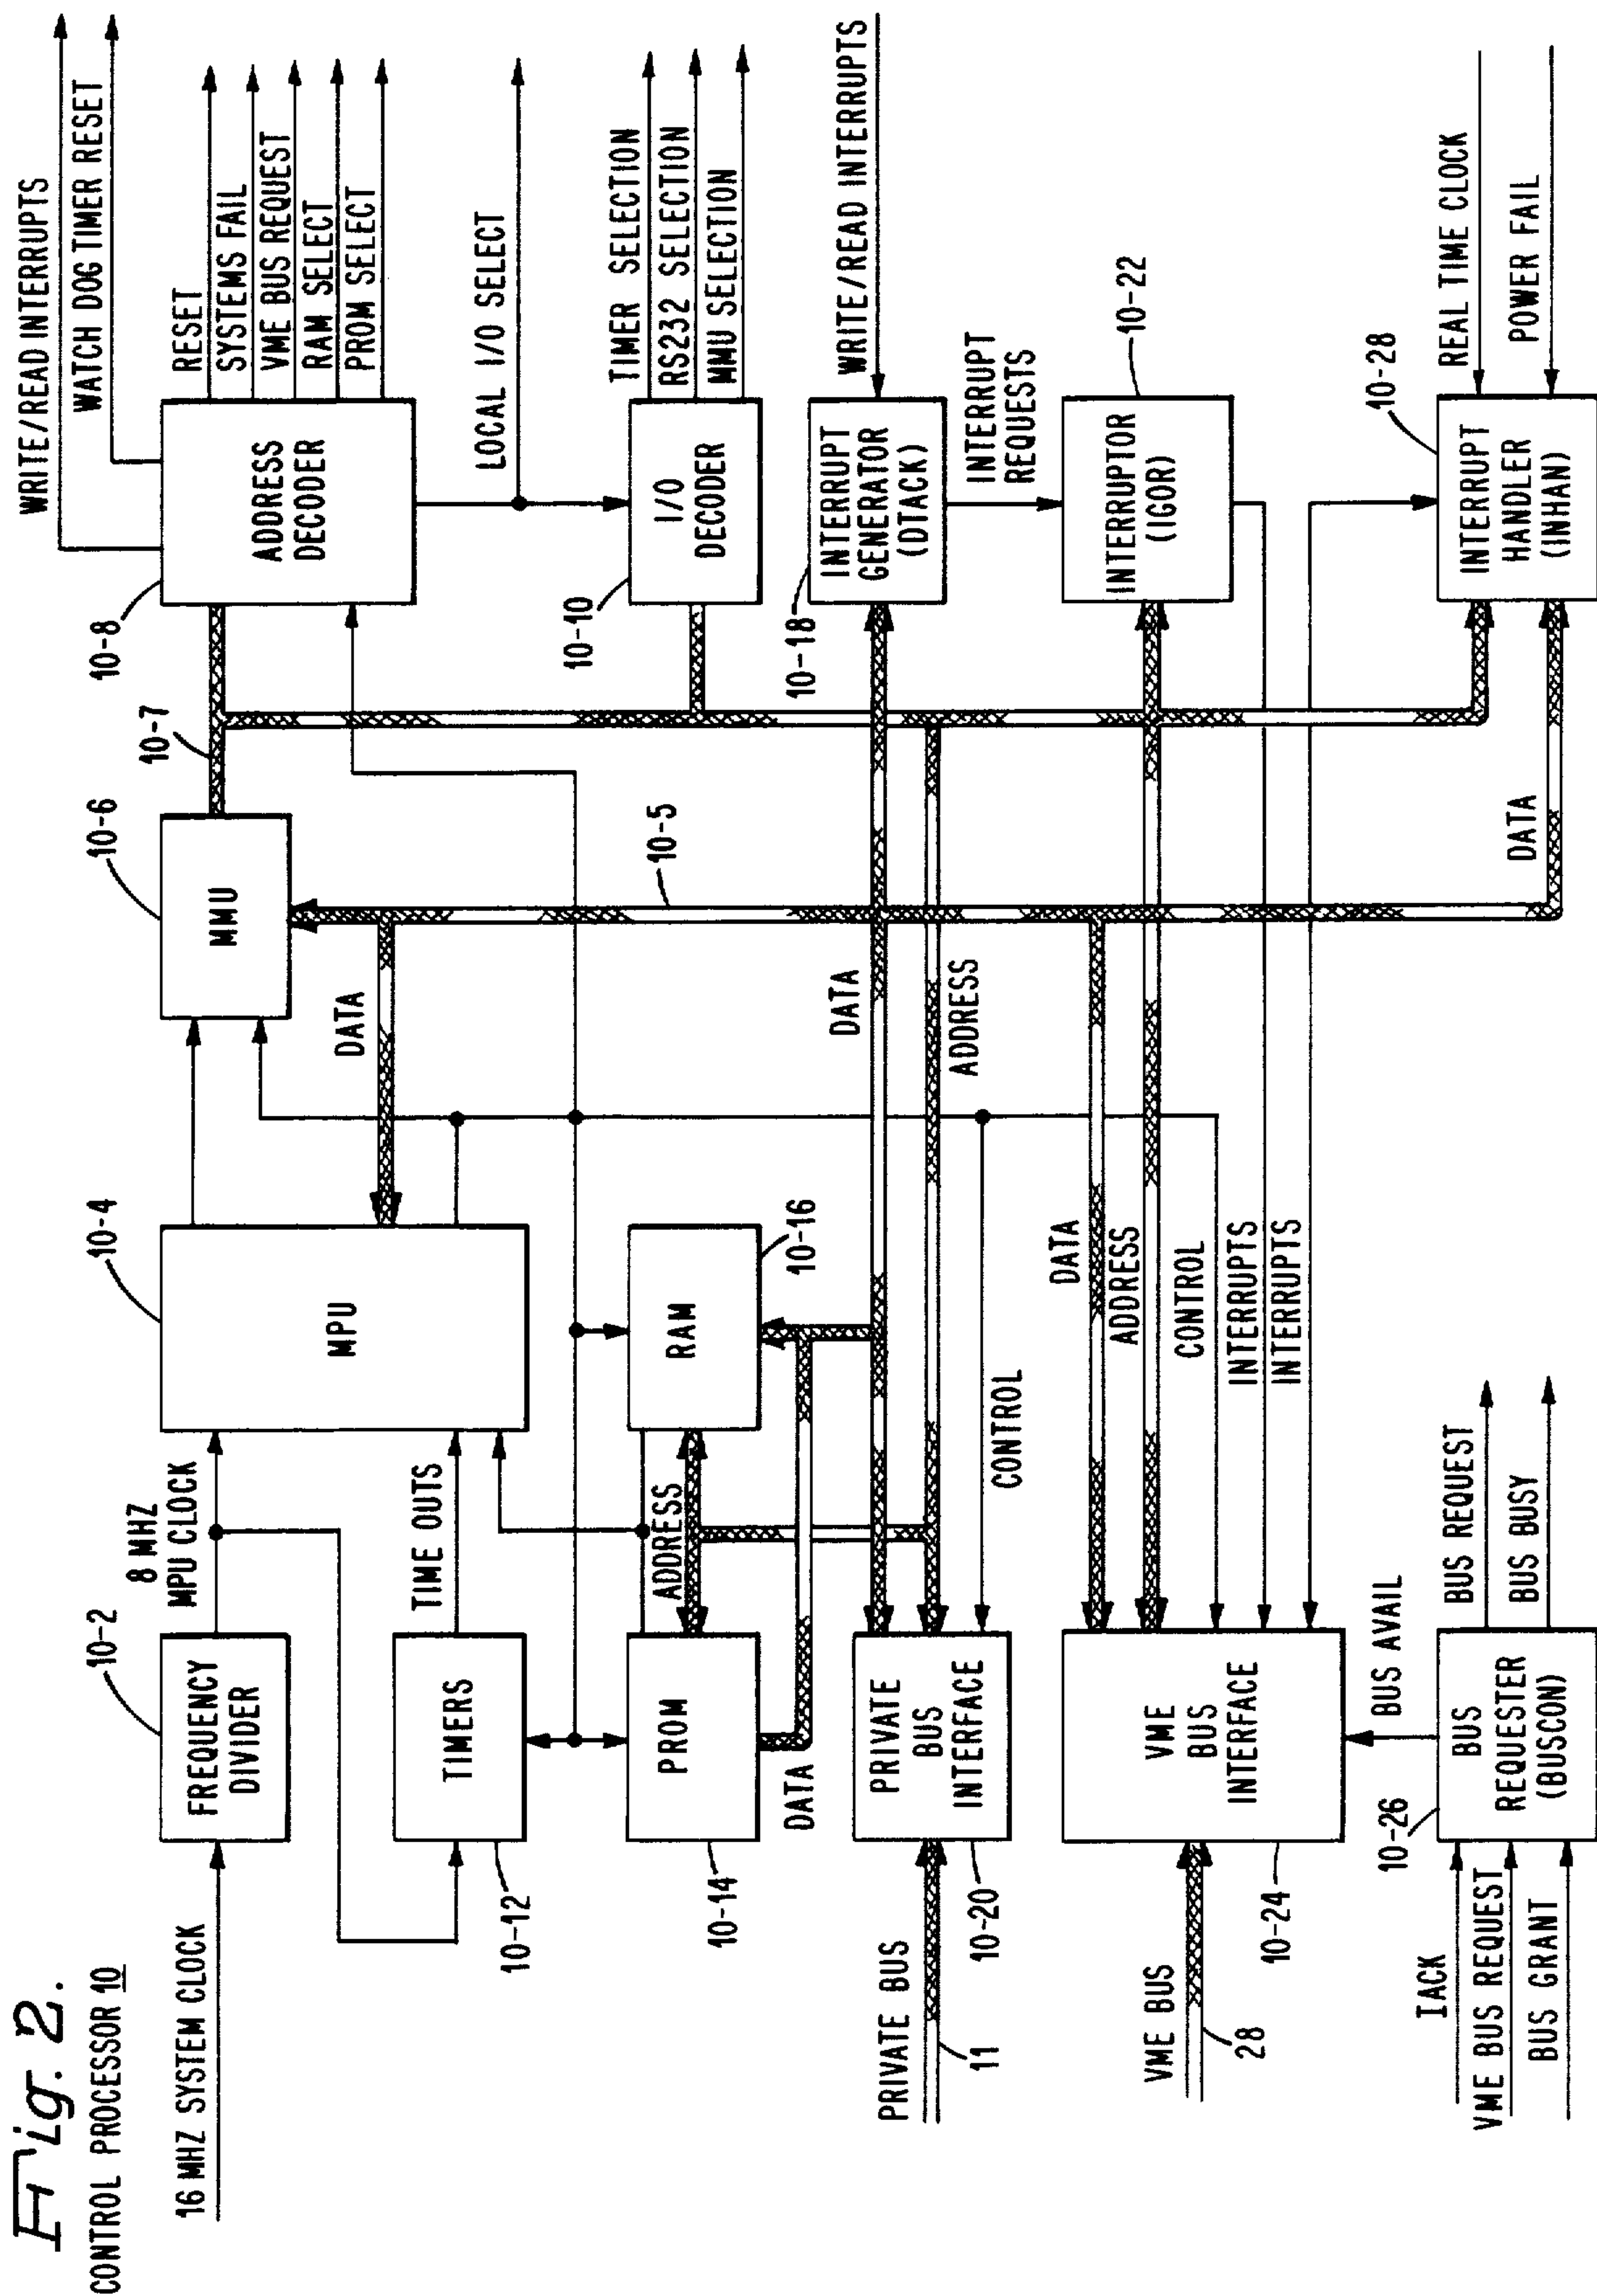 Fig. 2.
CONTROL PROCESSOR 10
16 MHZ SYSTEM CLOCK
10-2
FREQUENCY
DIVIDER
8 MHZ
MPU CLOCK
10-4
MPU
10-6
MMU
10-7
10-8
ADDRESS
DECODER
WRITE/READ INTERRUPTS
WATCH DOG TIMER RESET
RESET
SYSTEMS FAIL
VME BUS REQUEST
RAM SELECT
PROM SELECT
10-12
TIMERS
TIME OUTS
DATA
LOCAL I/O SELECT
10-14
PROM
ADDRESS
RAM
10-16
DATA
10-5
10-10
I/O
DECODER
TIMER SELECTION
RS232 SELECTION
MMU SELECTION
PRIVATE BUS
11
10-20
PRIVATE
BUS
INTERFACE
CONTROL
DATA
ADDRESS
10-18
INTERRUPT
GENERATOR
(DTACK)
WRITE/READ INTERRUPTS
INTERRUPT
REQUESTS
VME BUS
28
10-24
VME
BUS
INTERFACE
DATA
ADDRESS
CONTROL
INTERRUPTS
INTERRUPTS
INTERRUPTOR
(IGOR)
10-22
BUS AVAIL
IACK
VME BUS REQUEST
BUS GRANT
10-26
BUS
REQUESTER
(BUSCON)
BUS REQUEST
BUS BUSY
DATA
INTERRUPT
HANDLER
(INHAN)
10-28
REAL TIME CLOCK
POWER FAIL